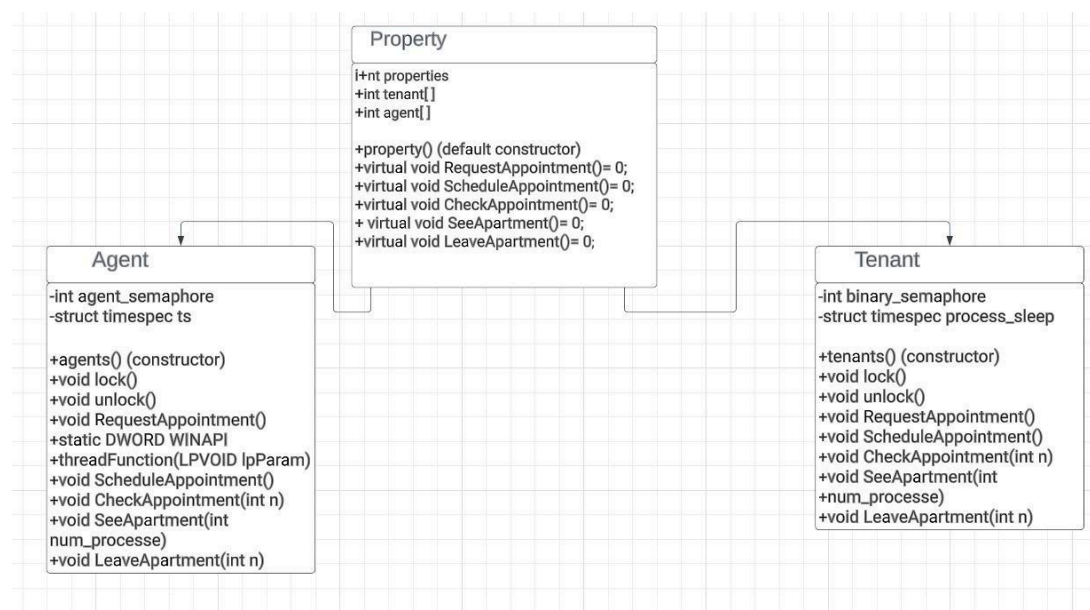 Property
i+nt properties
+int tenant[ ]
+int agent[ ]
+property() (default constructor)
+virtual void RequestAppointment()= 0;
+virtual void ScheduleAppointment()= 0;
+virtual void CheckAppointment()= 0;
+ virtual void SeeApartment()= 0;
+virtual void LeaveApartment()= 0;
Agent
-int agent_semaphore
-struct timespec ts
+agents() (constructor)
+void lock()
+void unlock()
+void RequestAppointment()
+static DWORD WINAPI
+threadFunction(LPVOID lpParam)
+void ScheduleAppointment()
+void CheckAppointment(int n)
+void SeeApartment(int
num_processe)
+void LeaveApartment(int n)
Tenant
-int binary_semaphore
-struct timespec process_sleep
+tenants() (constructor)
+void lock()
+void unlock()
+void RequestAppointment()
+void ScheduleAppointment()
+void CheckAppointment(int n)
+void SeeApartment(int
+num_processe)
+void LeaveApartment(int n)